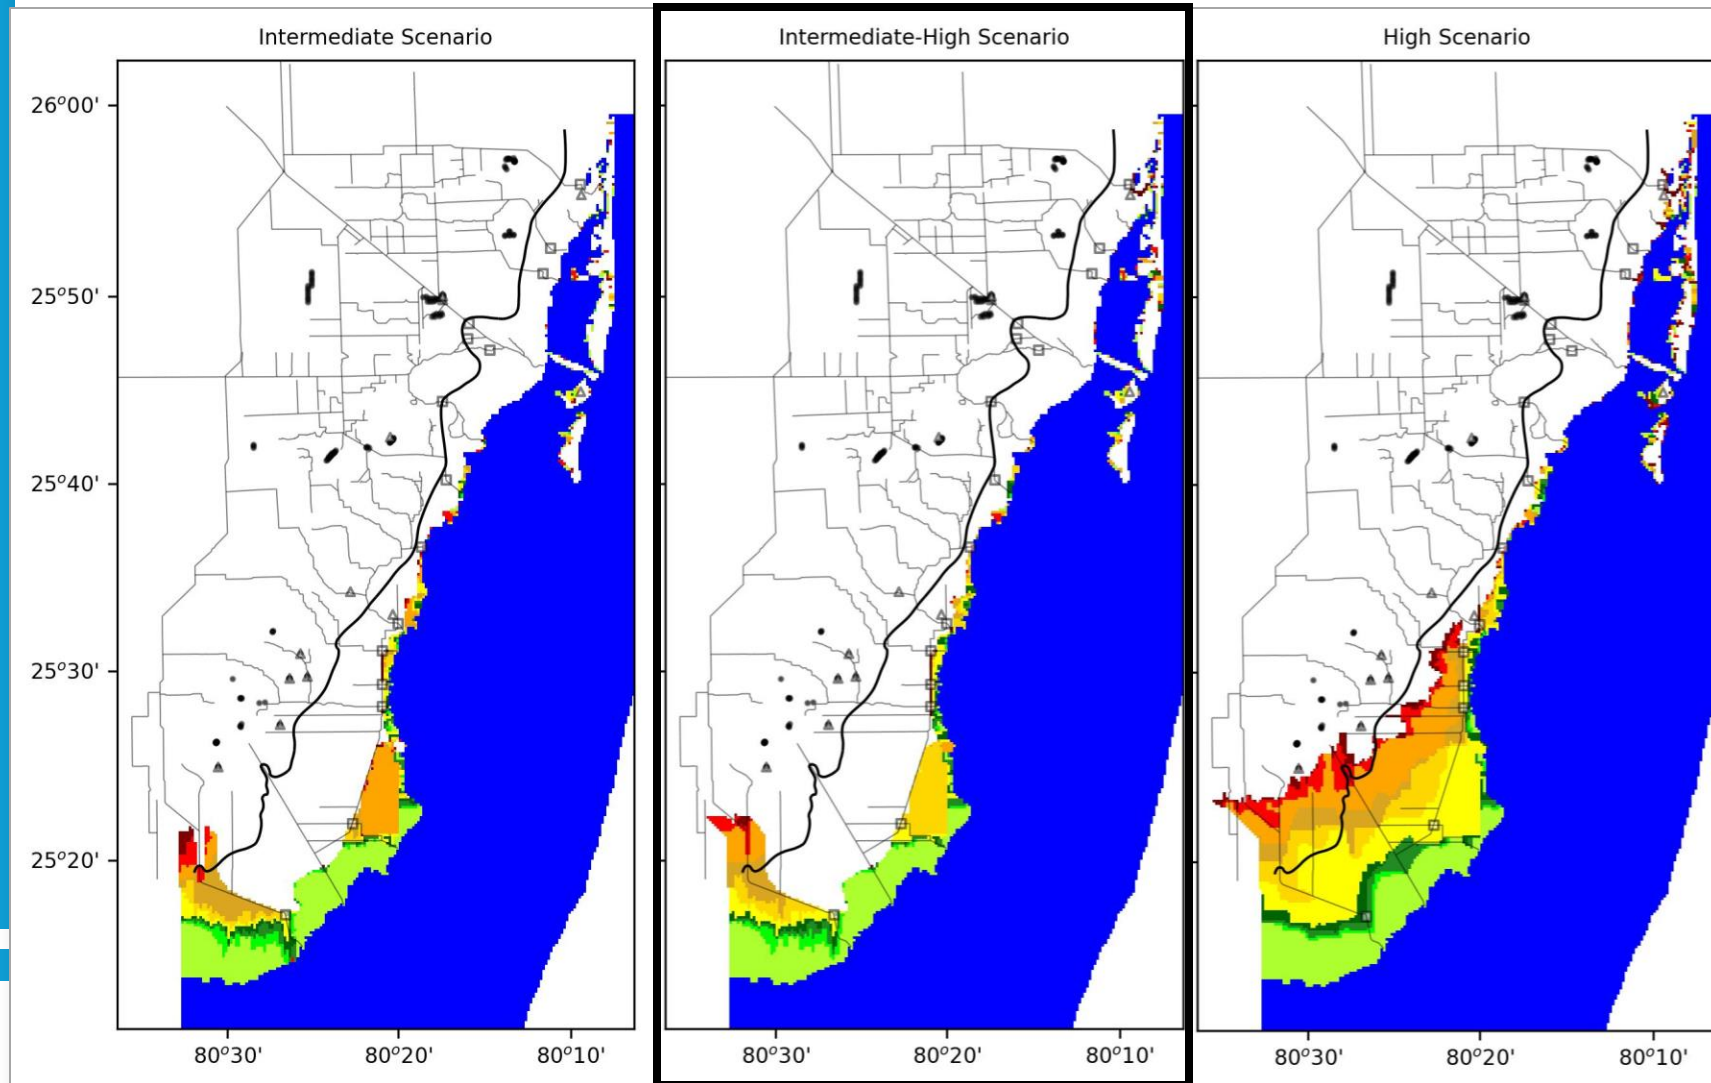 Intermediate Scenario
Intermediate-High Scenario
High Scenario
26°00'
25°50'
25°40'
25°30'
25°20'
80°30' 80°20' 80°10'
80°30' 80°20' 80°10'
80°30' 80°20' 80°10'